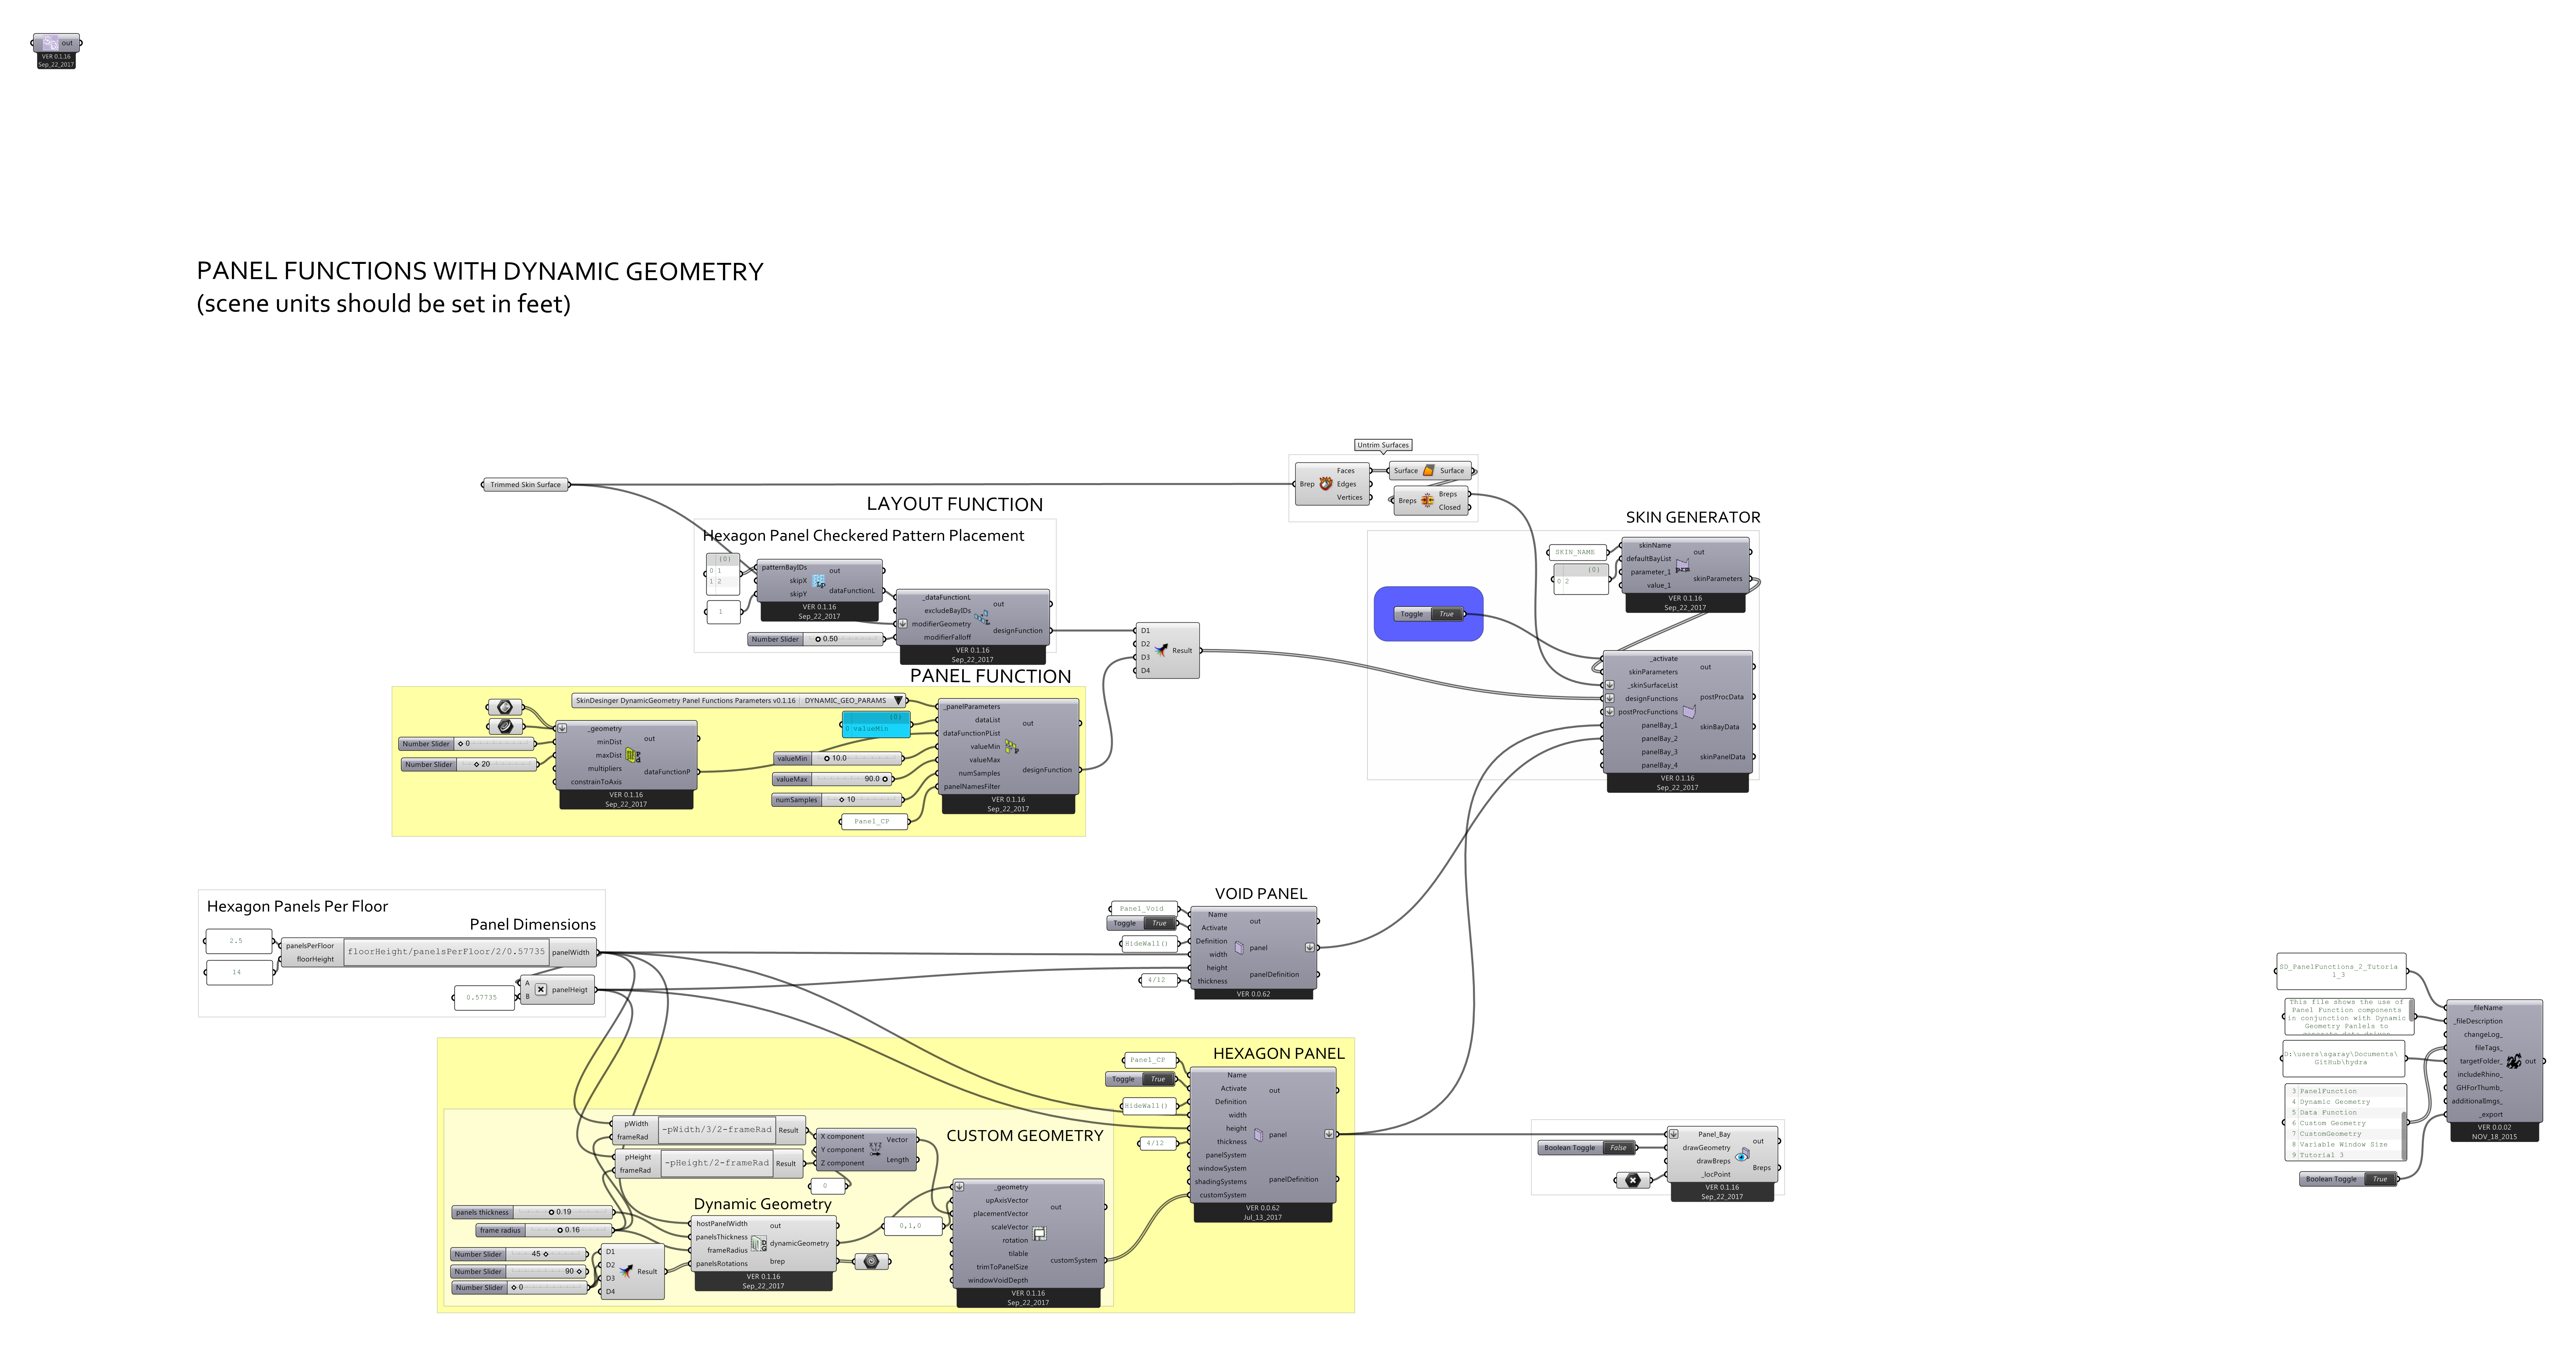 out
VER 0.1.16
Sep_22_2017
PANEL FUNCTIONS WITH DYNAMIC GEOMETRY
(scene units should be set in feet)
Untrim Surfaces
Trimmed Skin Surface
Brep
Faces
Edges
Vertices
Surface
Surface
Breps
Breps
Closed
LAYOUT FUNCTION
Hexagon Panel Checkered Pattern Placement
{0}
0 1
1 2
1
patternBayIDs
skipX
skipY
out
dataFunctionL
VER 0.1.16
Sep_22_2017
Number Slider
0.50
_dataFunctionL
excludeBayIDs
modifierGeometry
modifierFalloff
out
designFunction
VER 0.1.16
Sep_22_2017
D1
D2
D3
D4
Result
SKIN GENERATOR
SKIN_NAME
{0}
0 2
skinName
defaultBayList
parameter_1
value_1
out
skinParameters
VER 0.1.16
Sep_22_2017
Toggle
True
_activate
skinParameters
_skinSurfaceList
designFunctions
postProcFunctions
panelBay_1
panelBay_2
panelBay_3
panelBay_4
out
postProcData
skinBayData
skinPanelData
VER 0.1.16
Sep_22_2017
PANEL FUNCTION
SkinDesinger DynamicGeometry Panel Functions Parameters v0.1.16
DYNAMIC_GEO_PARAMS
{0}
0 valueMin
Number Slider
0
Number Slider
20
_geometry
minDist
maxDist
multipliers
constrainToAxis
out
dataFunctionP
VER 0.1.16
Sep_22_2017
valueMin
10.0
valueMax
90.0
numSamples
10
Panel_CP
_panelParameters
dataList
dataFunctionPList
valueMin
valueMax
numSamples
panelNamesFilter
out
designFunction
VER 0.1.16
Sep_22_2017
Hexagon Panels Per Floor
Panel Dimensions
2.5
14
panelsPerFloor
floorHeight
floorHeight/panelsPerFloor/2/0.57735
panelWidth
0.57735
A
B
panelHeigt
VOID PANEL
Panel_Void
Toggle
True
HideWall()
4/12
Name
Activate
Definition
width
height
thickness
out
panel
panelDefinition
VER 0.0.62
HEXAGON PANEL
Panel_CP
Toggle
True
HideWall()
4/12
Name
Activate
Definition
width
height
thickness
panelSystem
windowSystem
shadingSystems
customSystem
out
panel
panelDefinition
VER 0.0.62
Jul_13_2017
CUSTOM GEOMETRY
pWidth
frameRad
-pWidth/3/2-frameRad
Result
pHeight
frameRad
-pHeight/2-frameRad
Result
X component
Y component
Z component
Vector
Length
0
Dynamic Geometry
panels thickness
0.19
frame radius
0.16
Number Slider
45
Number Slider
90
Number Slider
0
D1
D2
D3
D4
Result
hostPanelWidth
panelsThickness
frameRadius
panelsRotations
out
dynamicGeometry
brep
VER 0.1.16
Sep_22_2017
0,1,0
_geometry
upAxisVector
placementVector
scaleVector
rotation
tilable
trimToPanelSize
windowVoidDepth
out
customSystem
VER 0.1.16
Sep_22_2017
Boolean Toggle
False
Panel_Bay
drawGeometry
drawBreps
_locPoint
out
Breps
VER 0.1.16
Sep_22_2017
SD_PanelFunctions_2_Tutoria
l_3
This file shows the use of
Panel Function components
in conjunction with Dynamic
Geometry Panlels to
D:\users\sgaray\Documents\
GitHub\hydra
3 PanelFunction
4 Dynamic Geometry
5 Data Function
6 Custom Geometry
7 CustomGeometry
8 Variable Window Size
9 Tutorial 3
Boolean Toggle
True
_fileName
_fileDescription
changeLog_
fileTags_
targetFolder_
includeRhino_
GHForThumb_
additionalImgs_
_export
out
VER 0.0.02
NOV_18_2015